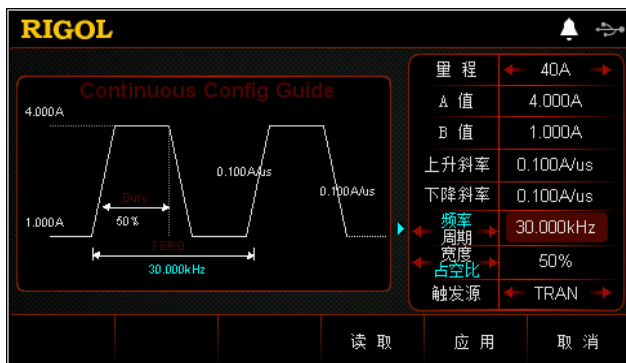 RIGOL
Continuous Config Guide
4.000A
0.100A/us
0.100A/us
Duty
50%
1.000A
FERQ
30.000kHz
量 程 40A
A 值 4.000A
B 值 1.000A
上升斜率 0.100A/us
下降斜率 0.100A/us
频率
周期
30.000kHz
宽度
占空比
50%
触发源 TRAN
读 取 应 用 取 消